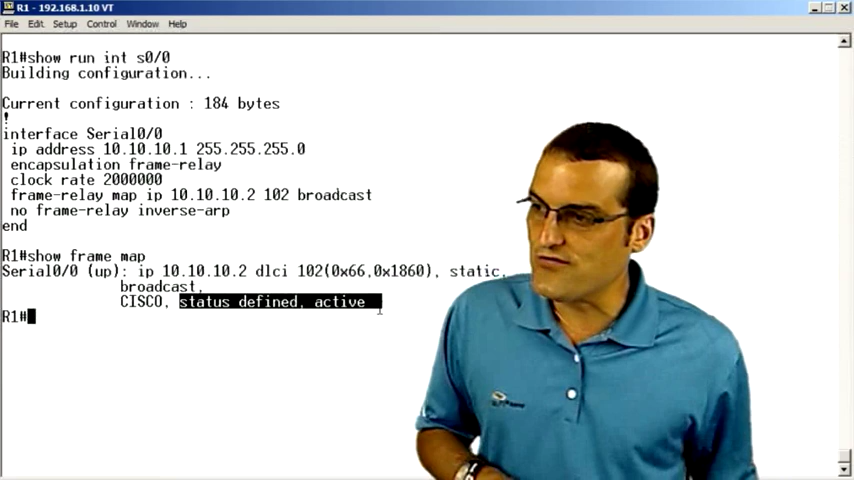 R1 - 192.168.1.10 VT
File Edit Setup Control Window Help
R1#show run int s0/0
Building configuration...
Current configuration : 184 bytes
!
interface Serial0/0
ip address 10.10.10.1 255.255.255.0
encapsulation frame-relay
clock rate 2000000
frame-relay map ip 10.10.10.2 102 broadcast
no frame-relay inverse-arp
end
R1#show frame map
Serial0/0 (up): ip 10.10.10.2 dlci 102(0x66,0x1860), static,
broadcast,
CISCO, status defined, active
R1#